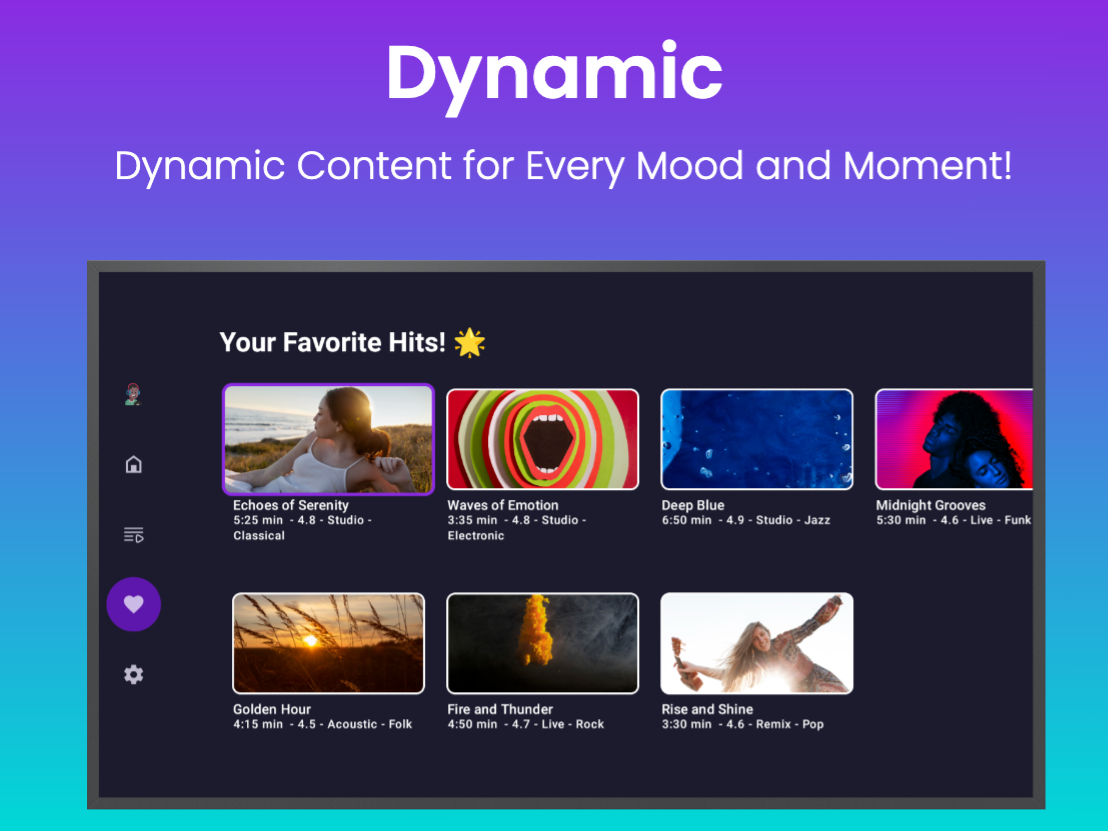 Dynamic
Dynamic Content for Every Mood and Moment!
Your Favorite Hits! 🌟
Echoes of Serenity
5:25 min - 4.8 - Studio -
Classical
Waves of Emotion
3:35 min - 4.8 - Studio -
Electronic
Deep Blue
6:50 min - 4.9 - Studio - Jazz
Midnight Grooves
5:30 min - 4.6 - Live - Funk
Golden Hour
4:15 min - 4.5 - Acoustic - Folk
Fire and Thunder
4:50 min - 4.7 - Live - Rock
Rise and Shine
3:30 min - 4.6 - Remix - Pop